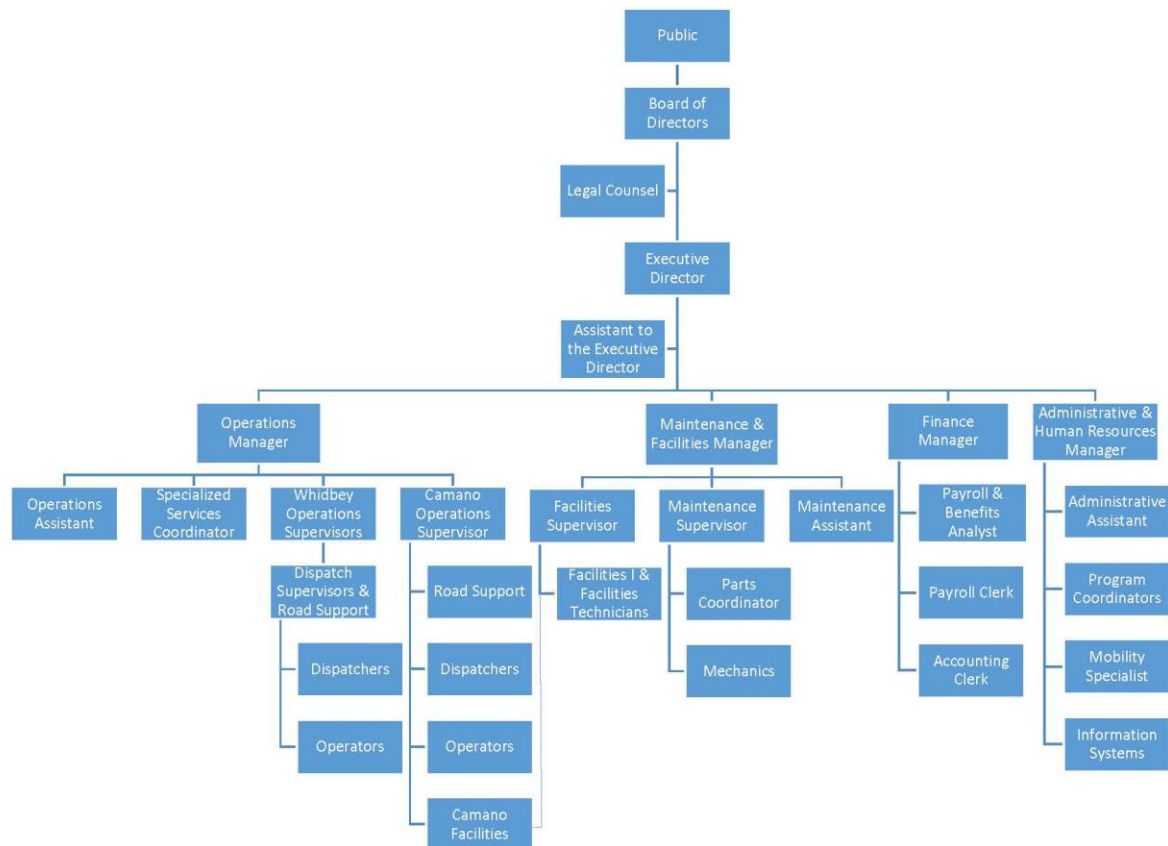 Public
Board of
Directors
Legal Counsel
Executive
Director
Assistant to
the Executive
Director
Operations
Manager
Maintenance &
Facilities Manager
Finance
Manager
Administrative &
Human Resources
Manager
Operations
Assistant
Specialized
Services
Coordinator
Whidbey
Operations
Supervisors
Camano
Operations
Supervisor
Facilities
Supervisor
Maintenance
Supervisor
Maintenance
Assistant
Payroll &
Benefits
Analyst
Administrative
Assistant
Dispatch
Supervisors &
Road Support
Road Support
Facilities I &
Facilities
Technicians
Parts
Coordinator
Payroll Clerk
Program
Coordinators
Dispatchers
Dispatchers
Mechanics
Accounting
Clerk
Mobility
Specialist
Operators
Operators
Information
Systems
Camano
Facilities